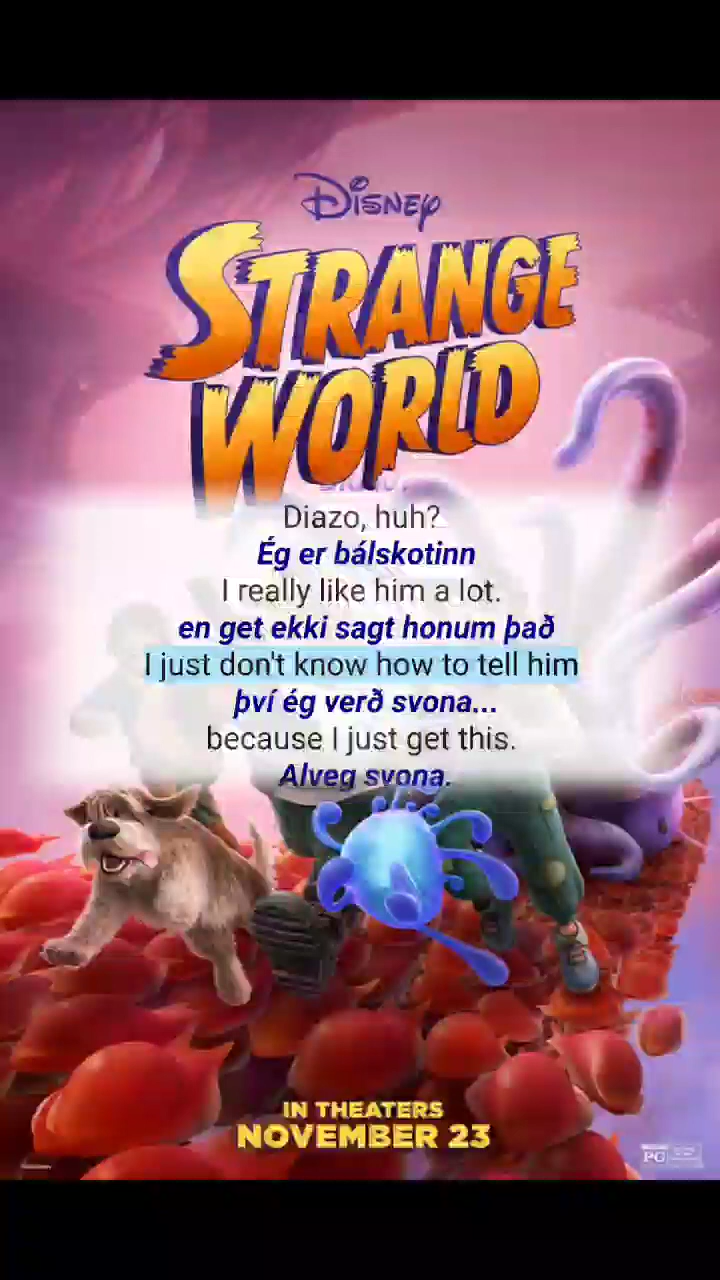 Disney
STRANGE
WORLD
Diazo, huh?
Ég er bálskotinn
I really like him a lot.
en get ekki sagt honum það
I just don't know how to tell him
því ég verð svona...
because I just get this.
Alveg svona.
IN THEATERS
NOVEMBER 23
PG